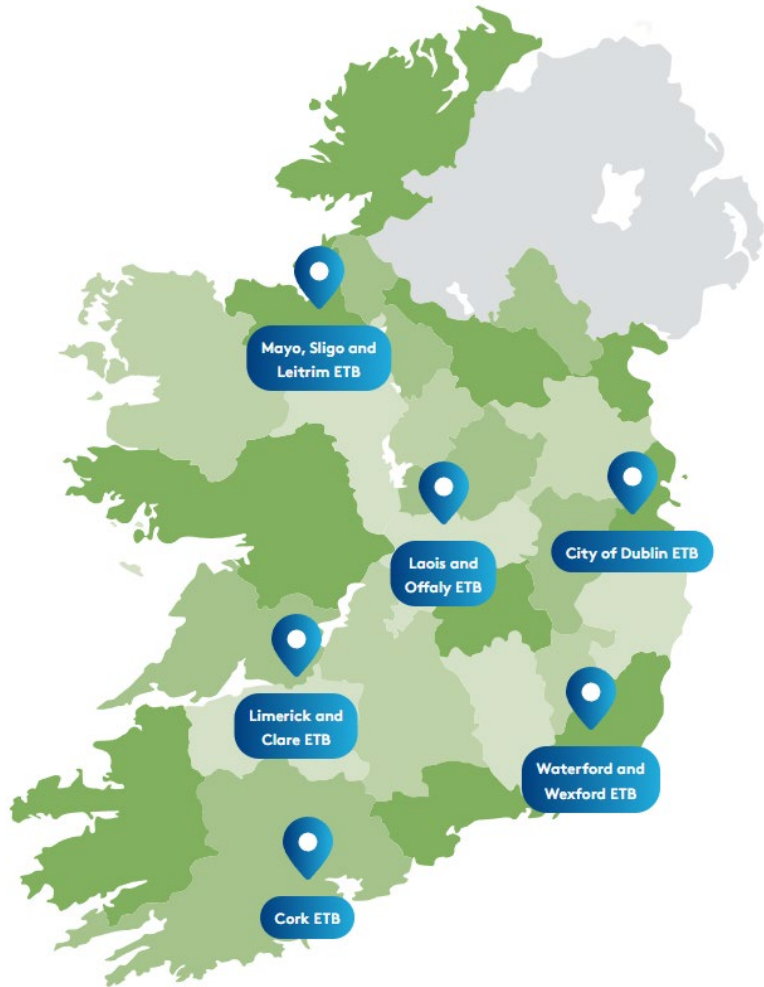 Mayo, Sligo and
Leitrim ETB
City of Dublin ETB
Laois and
Offaly ETB
Limerick and
Clare ETB
Waterford and
Wexford ETB
Cork ETB